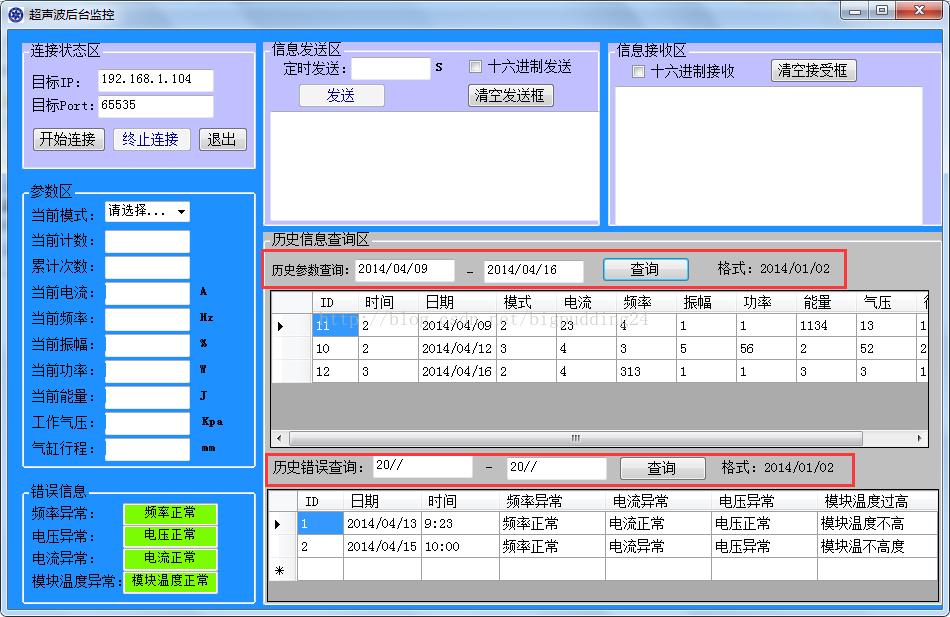 超声波后台监控
连接状态区
目标IP: 192.168.1.104
目标Port: 65535
开始连接 终止连接 退出
信息发送区
定时发送: S 十六进制发送
发送 清空发送框
信息接收区
十六进制接收 清空接受框
参数区
当前模式: 请选择...
当前计数:
累计次数:
当前电流: A
当前频率: Hz
当前振幅: %
当前功率: W
当前能量: J
工作气压: Kpa
气缸行程: mm
错误信息
频率异常: 频率正常
电压异常: 电压正常
电流异常: 电流正常
模块温度异常: 模块温度正常
历史信息查询区
历史参数查询: 2014/04/09 - 2014/04/16 查询 格式: 2014/01/02
ID 时间 日期 模式 电流 频率 振幅 功率 能量 气压
11 2 2014/04/09 2 23 4 1 1 1134 13 1
10 2 2014/04/12 3 4 3 5 56 2 52 2
12 3 2014/04/16 2 4 313 1 1 3 3 1
http://blog.csdn.net/bigpudding24
历史错误查询: 20// - 20// 查询 格式: 2014/01/02
ID 日期 时间 频率异常 电流异常 电压异常 模块温度过高
1 2014/04/13 9:23 频率正常 电流正常 电压正常 模块温度不高
2 2014/04/15 10:00 频率正常 电流正常 电压异常 模块温不高度